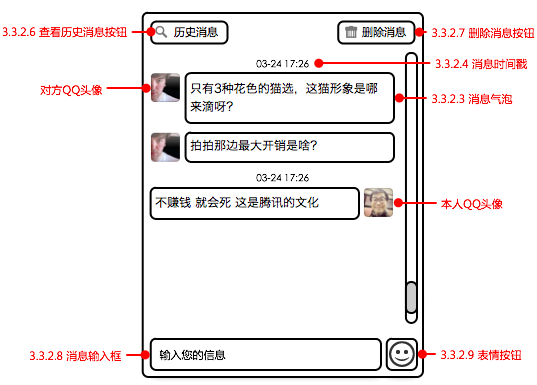 3.3.2.6 查看历史消息按钮
历史消息
删除消息
3.3.2.7 删除消息按钮
03-24 17:26
3.3.2.4 消息时间戳
对方QQ头像
只有3种花色的猫选，这猫形象是哪
来滴呀？
3.3.2.3 消息气泡
拍拍那边最大开销是啥？
03-24 17:26
不赚钱 就会死 这是腾讯的文化
本人QQ头像
3.3.2.8 消息输入框
输入您的信息
3.3.2.9 表情按钮